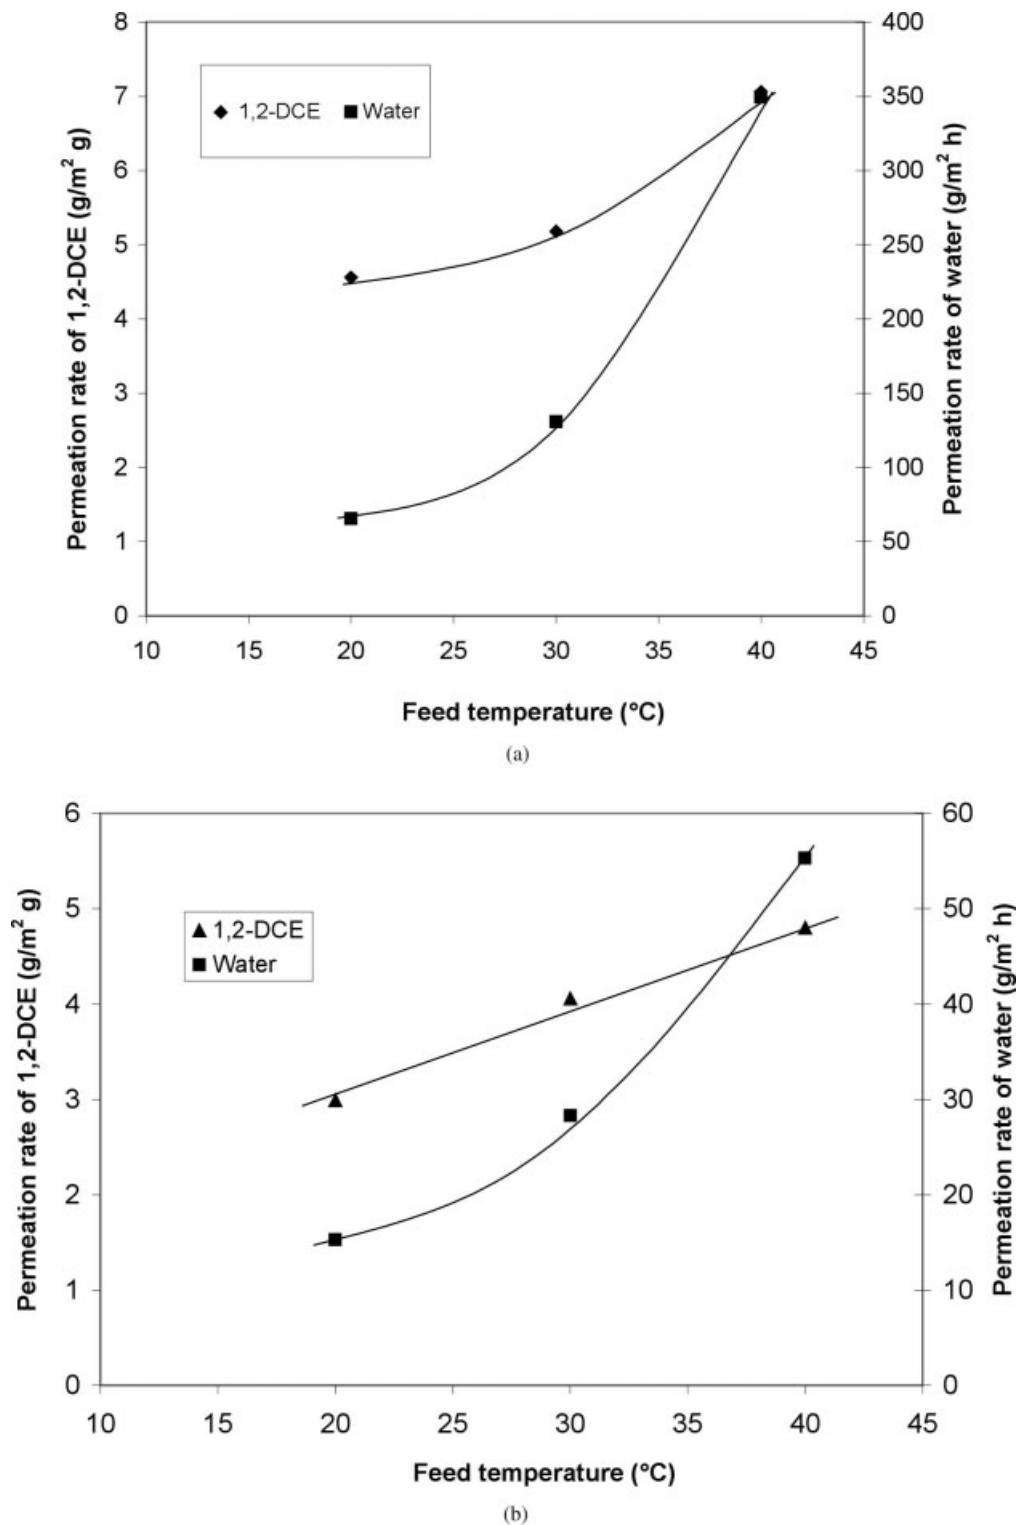 8
7
6
5
4
3
2
1
0
400
350
300
250
200
150
100
50
0
1,2-DCE Water
Permeation rate of 1,2-DCE (g/m² g)
Permeation rate of water (g/m² h)
10 15 20 25 30 35 40 45
Feed temperature (°C)
(a)
6
5
4
3
2
1
0
60
50
40
30
20
10
0
1,2-DCE
Water
Permeation rate of 1,2-DCE (g/m² g)
Permeation rate of water (g/m² h)
10 15 20 25 30 35 40 45
Feed temperature (°C)
(b)